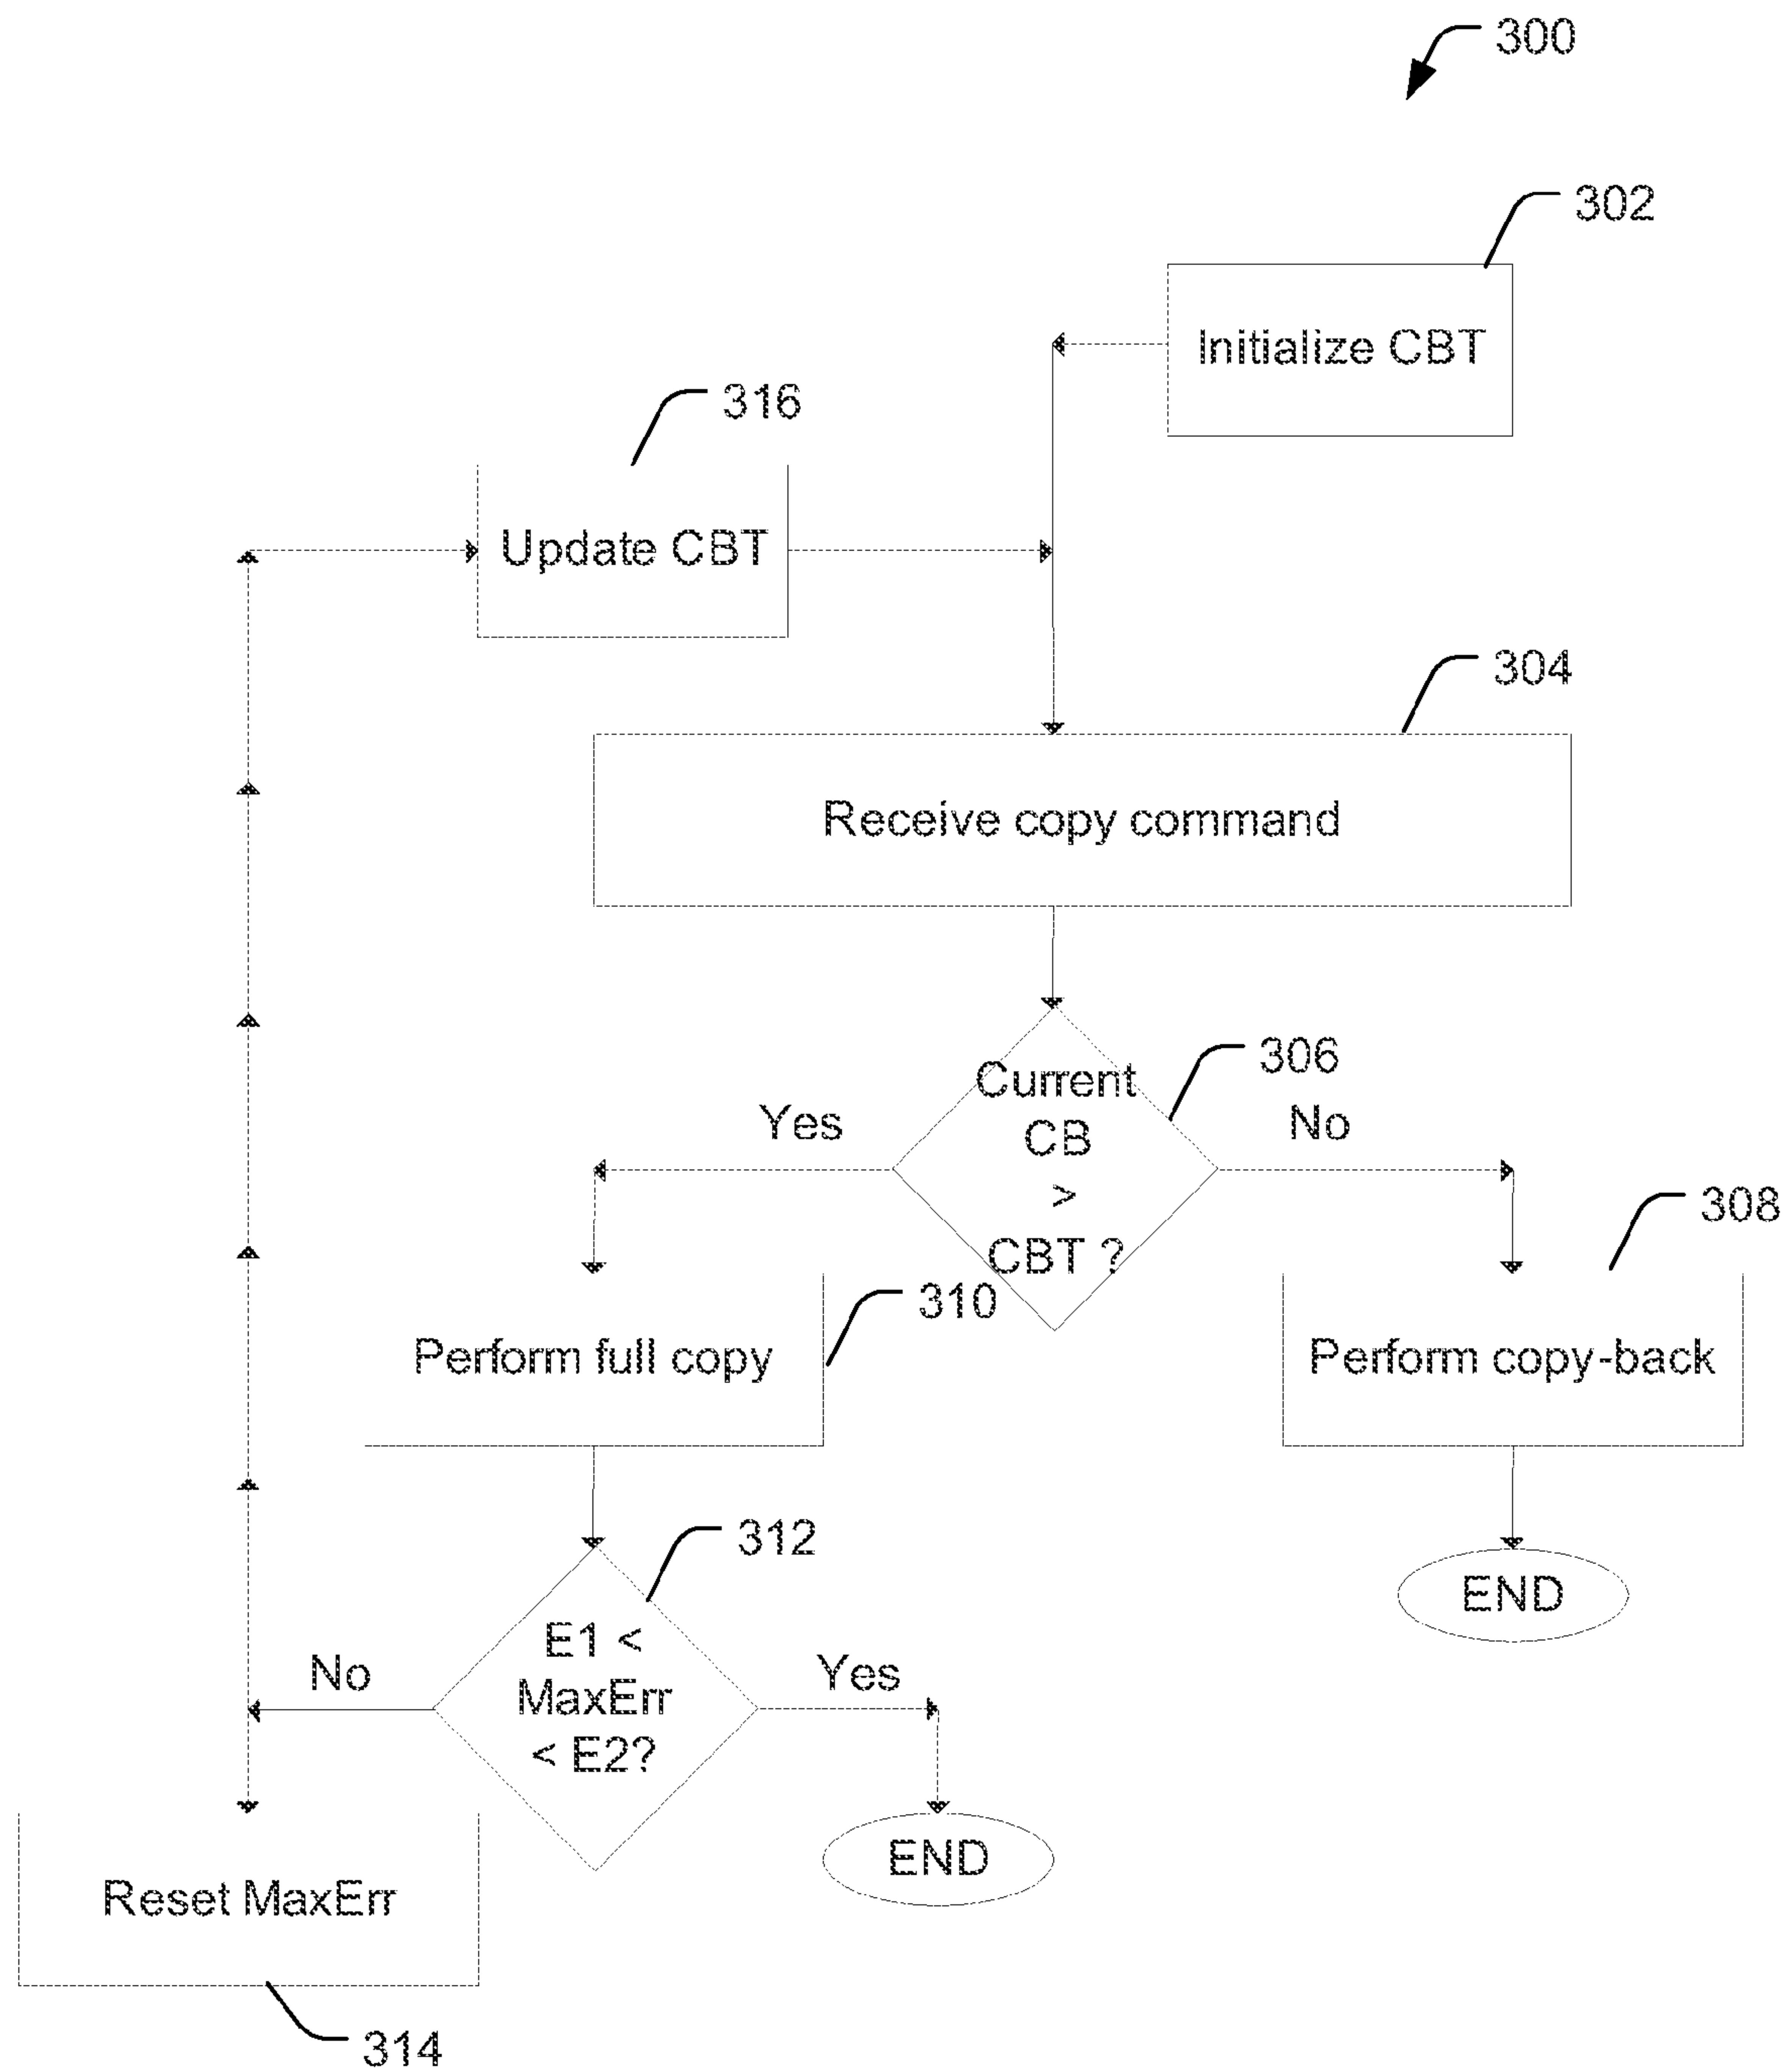 300
302
Initialize CBT
316
Update CBT
304
Receive copy command
306
Current
CB
>
CBT ?
Yes
No
308
310
Perform full copy
Perform copy-back
312
END
E1 <
MaxErr
< E2?
No
Yes
END
Reset MaxErr
314